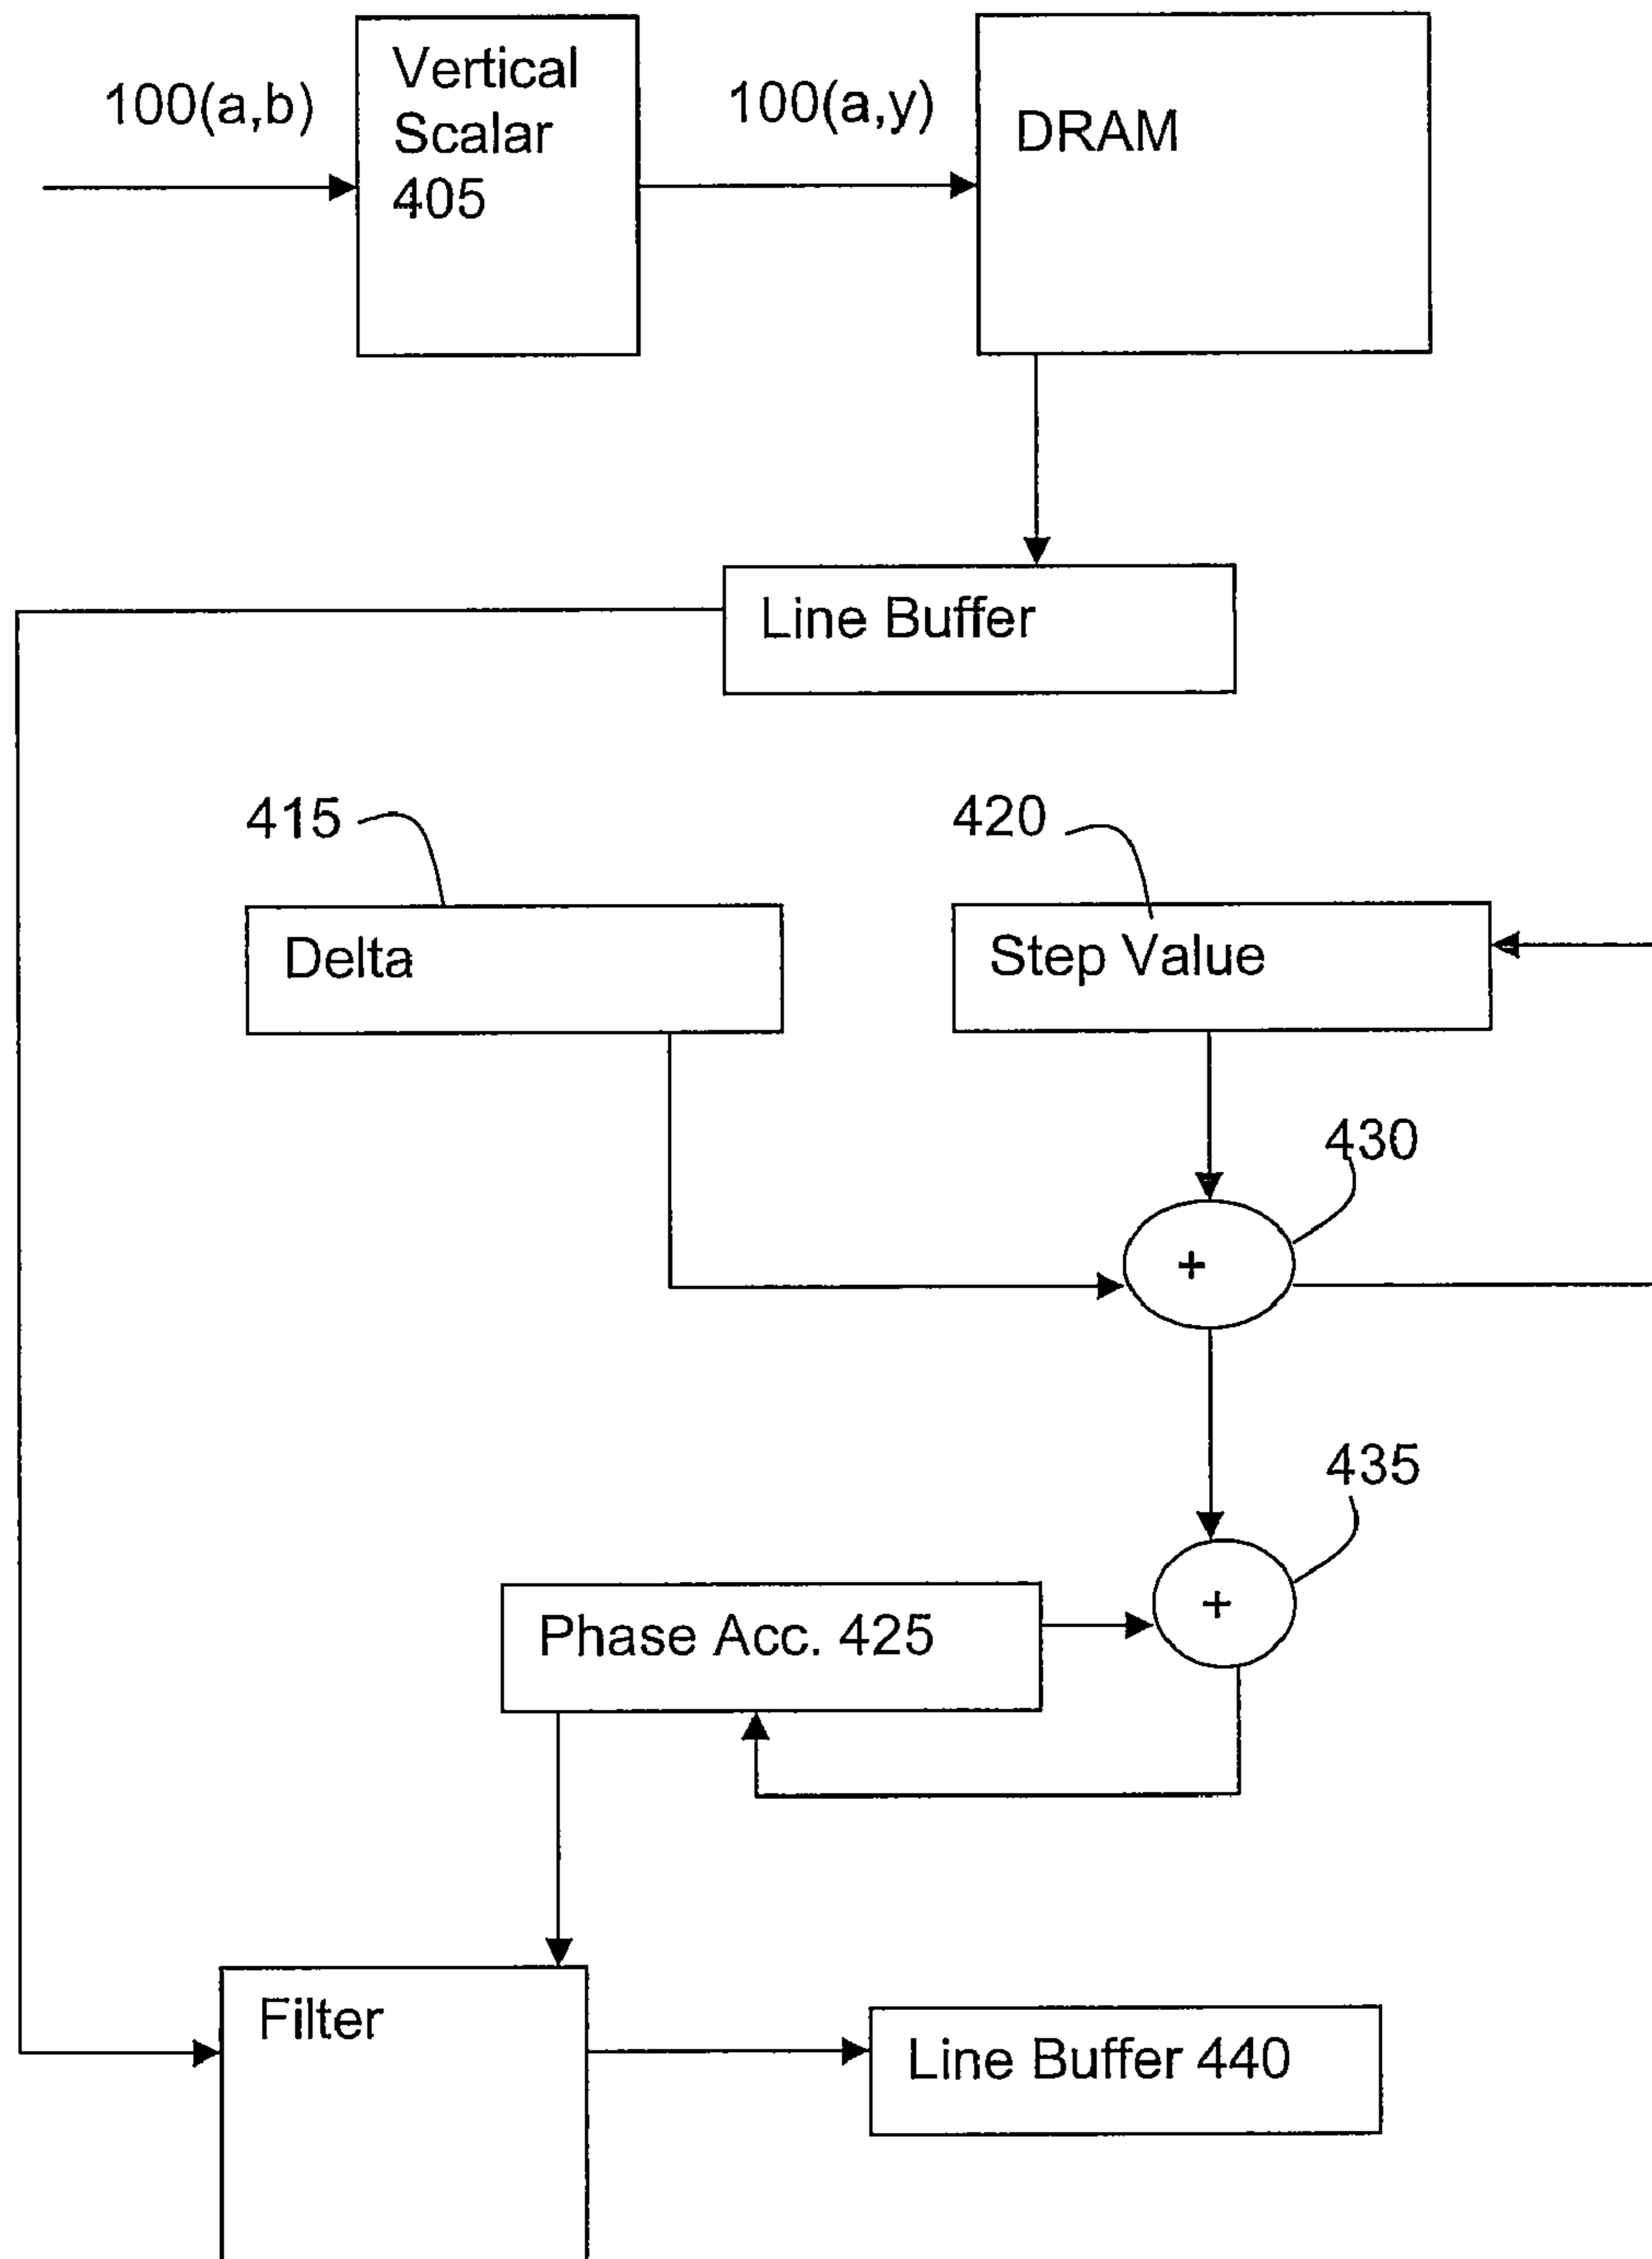 100(a,b)
Vertical
Scalar
405
100(a,y)
DRAM
Line Buffer
415
420
Delta
Step Value
430
+
435
+
Phase Acc. 425
Filter
Line Buffer 440